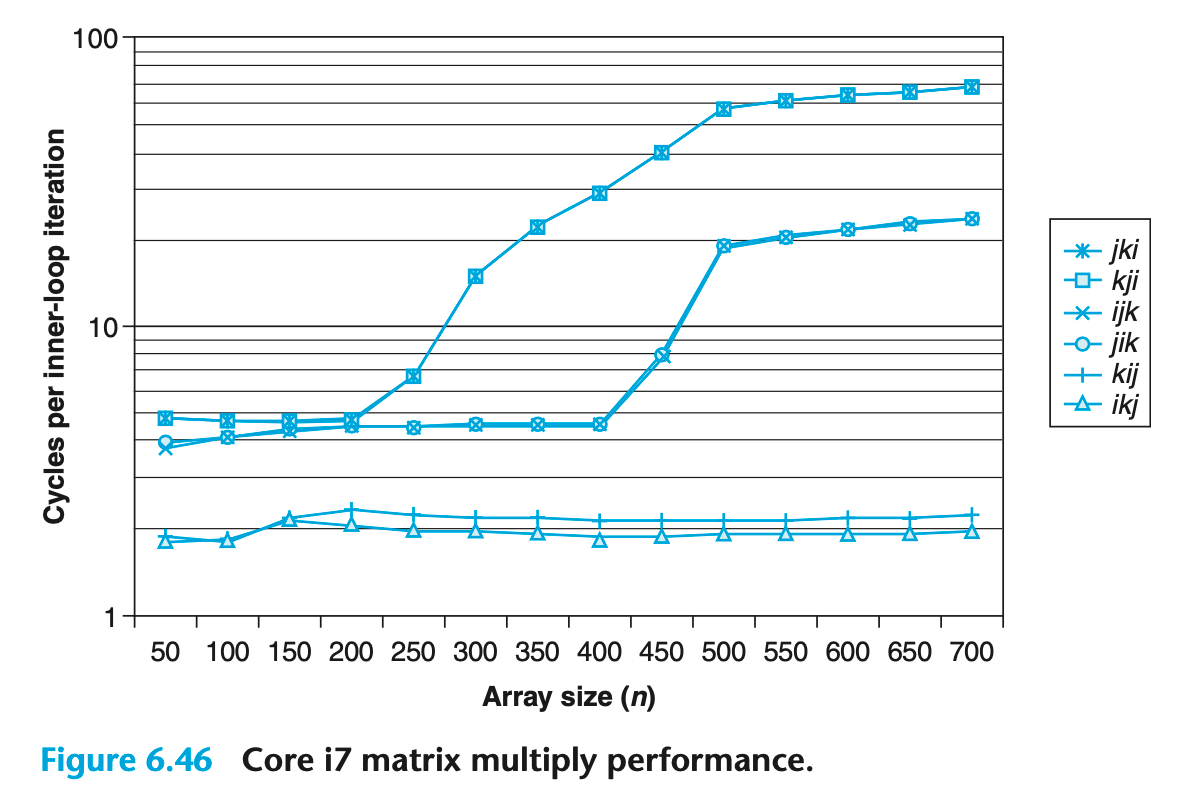 100
10
1
Cycles per inner-loop iteration
50 100 150 200 250 300 350 400 450 500 550 600 650 700
Array size (n)
jki
kji
ijk
jik
kij
ikj
Figure 6.46 Core i7 matrix multiply performance.